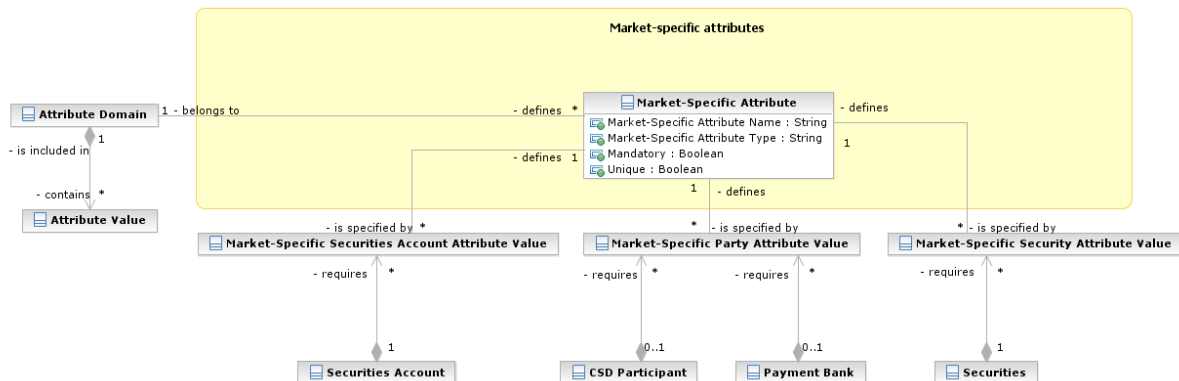 Market-specific attributes
Attribute Domain
1 - belongs to
- defines *
Market-Specific Attribute
Market-Specific Attribute Name : String
Market-Specific Attribute Type : String
Mandatory : Boolean
Unique : Boolean
- defines
1
1
- is included in
- defines 1
1
- defines
- contains *
Attribute Value
- is specified by *
* - is specified by
* - is specified by
Market-Specific Securities Account Attribute Value
Market-Specific Party Attribute Value
Market-Specific Security Attribute Value
- requires *
- requires *
- requires *
- requires *
1
0..1
0..1
1
Securities Account
CSD Participant
Payment Bank
Securities